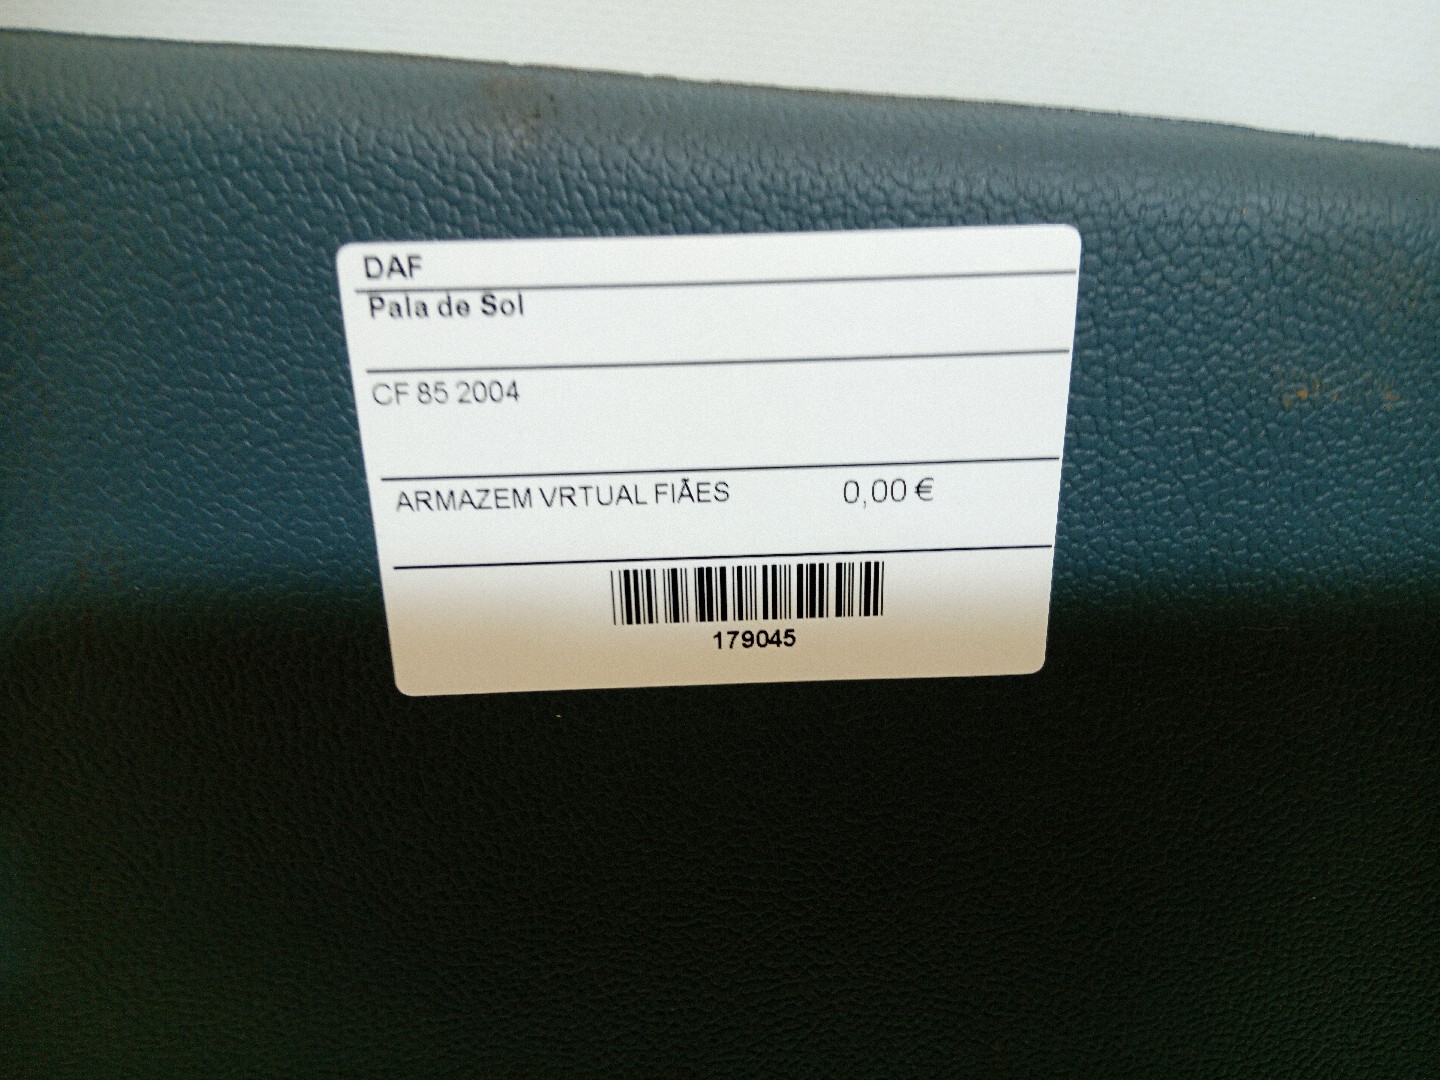 DAF
Pala de Sol
CF 85 2004
ARMAZEM VRTUAL FIÃES 0,00 €
179045